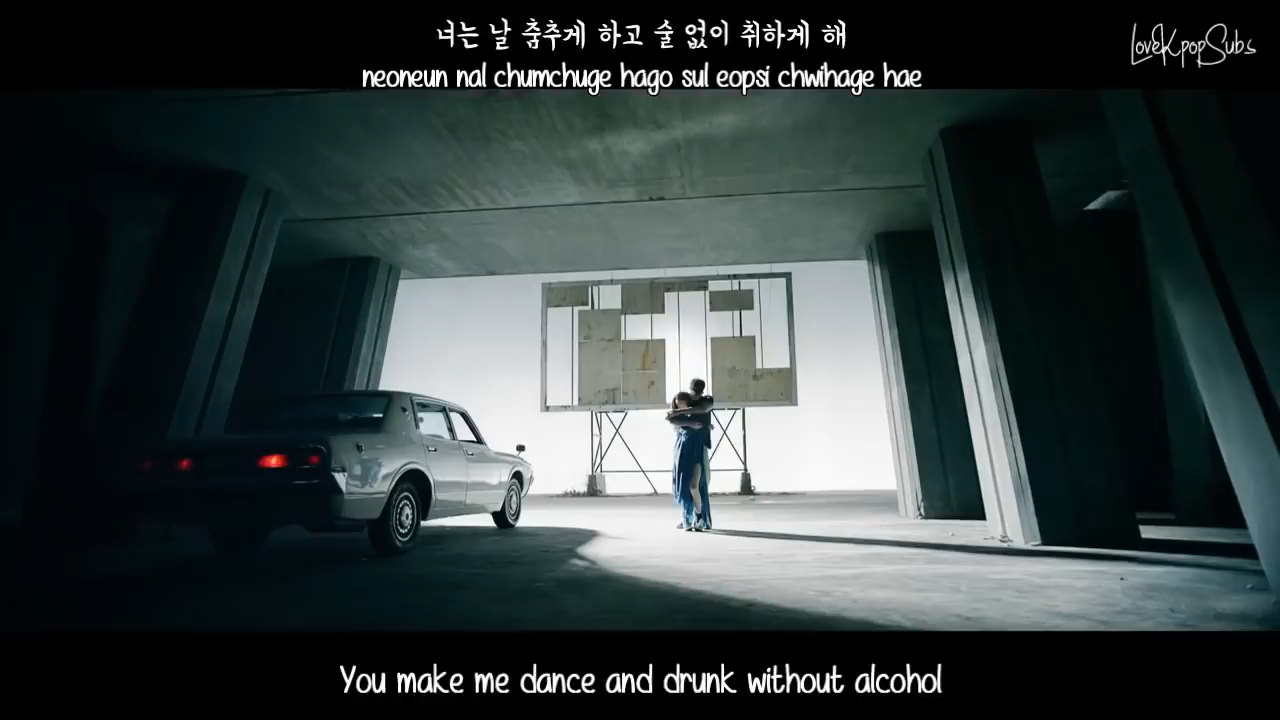 너는 날 춤추게 하고 술 없이 취하게 해
LoveKpopSubs
neoneun nal chumchuge hago sul eopsi chwihage hae
You make me dance and drunk without alcohol